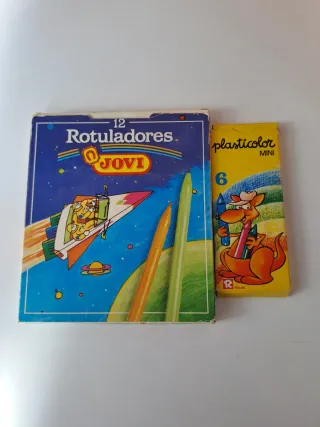 12
Rotuladores
JOVI
plasticolor
MINI
6
R